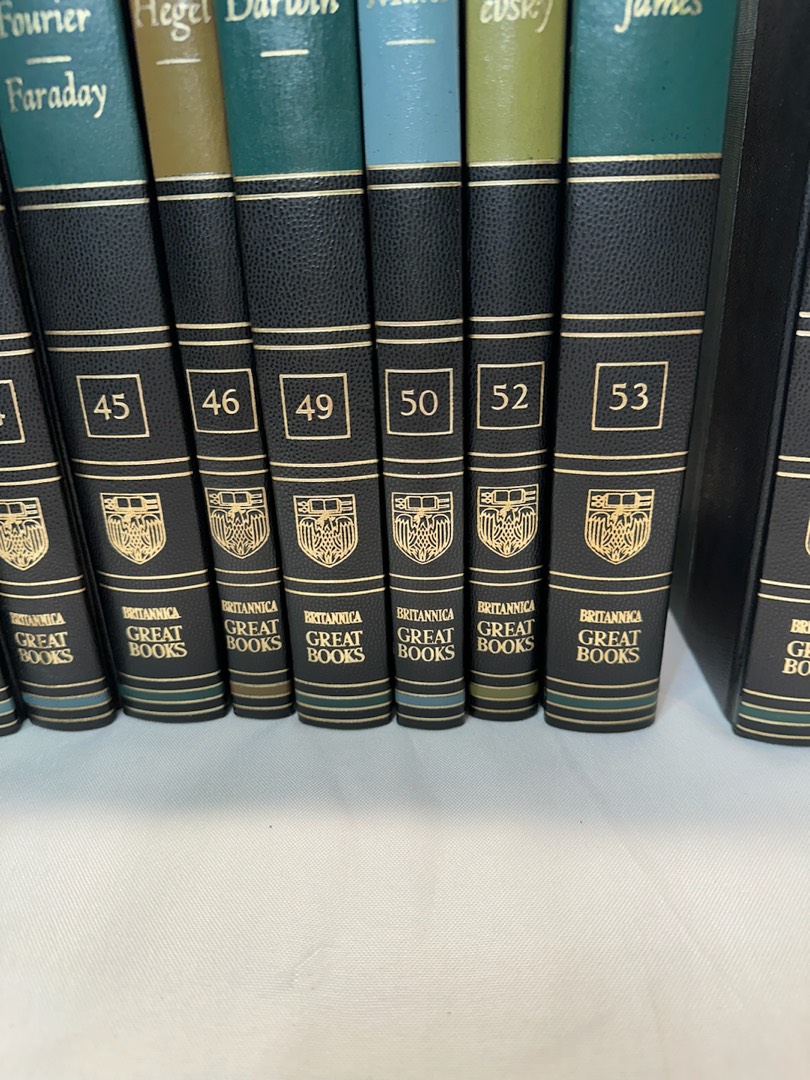 Fourier
Faraday
Hegel
Darwin
James
45
46
49
50
52
53
BRITANNICA
GREAT
BOOKS
BRITANNICA
GREAT
BOOKS
BRITANNICA
GREAT
BOOKS
BRITANNICA
GREAT
BOOKS
BRITANNICA
GREAT
BOOKS
BRITANNICA
GREAT
BOOKS
BRITANNICA
GREAT
BOOKS